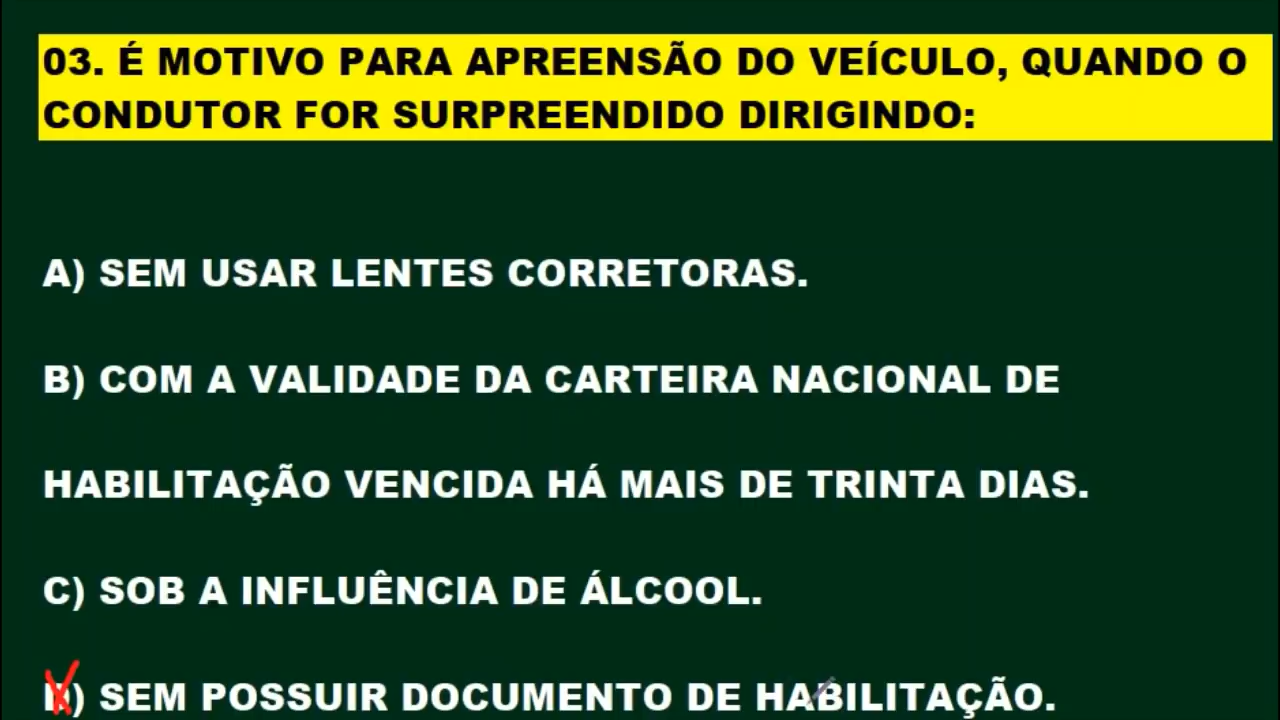 03. É MOTIVO PARA APREENSÃO DO VEÍCULO, QUANDO O
CONDUTOR FOR SURPREENDIDO DIRIGINDO:
A) SEM USAR LENTES CORRETORAS.
B) COM A VALIDADE DA CARTEIRA NACIONAL DE
HABILITAÇÃO VENCIDA HÁ MAIS DE TRINTA DIAS.
C) SOB A INFLUÊNCIA DE ÁLCOOL.
D) SEM POSSUIR DOCUMENTO DE HABILITAÇÃO.